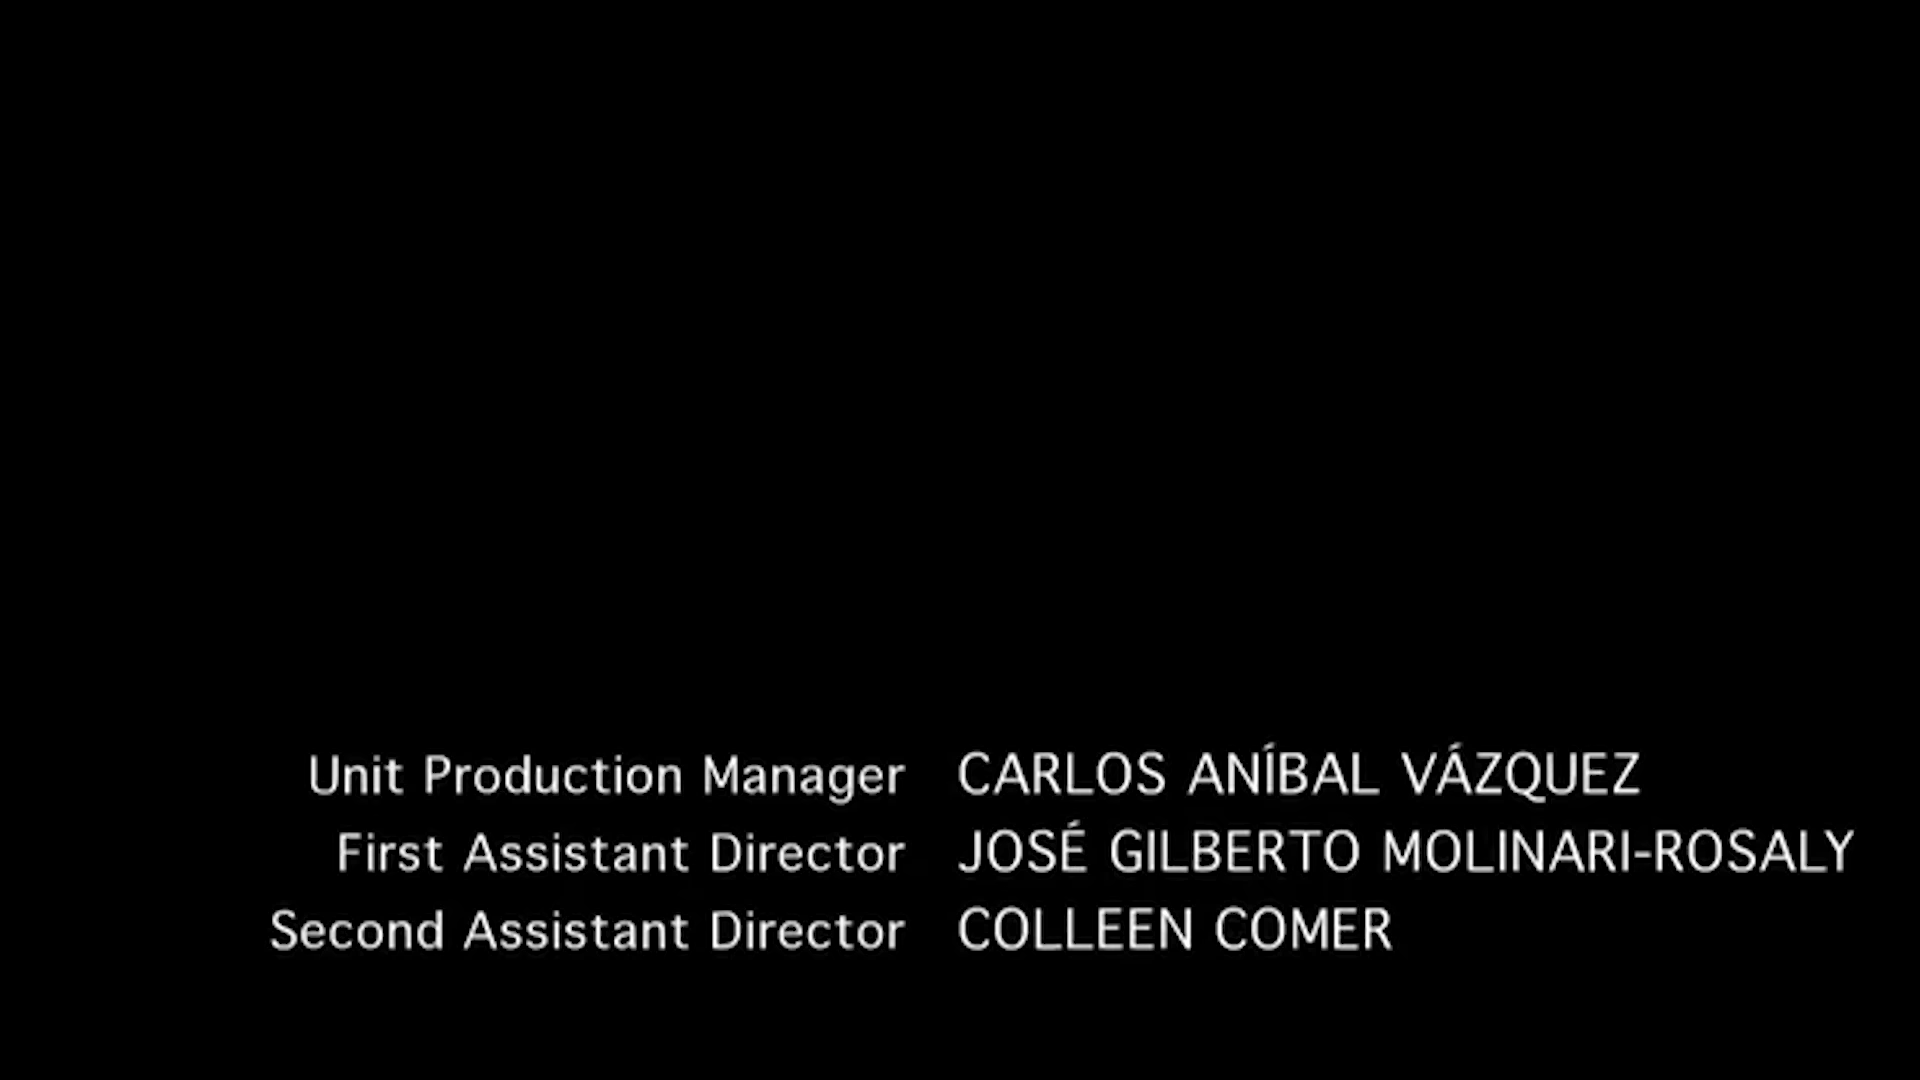 Unit Production Manager CARLOS ANÍBAL VÁZQUEZ
First Assistant Director JOSÉ GILBERTO MOLINARI-ROSALY
Second Assistant Director COLLEEN COMER